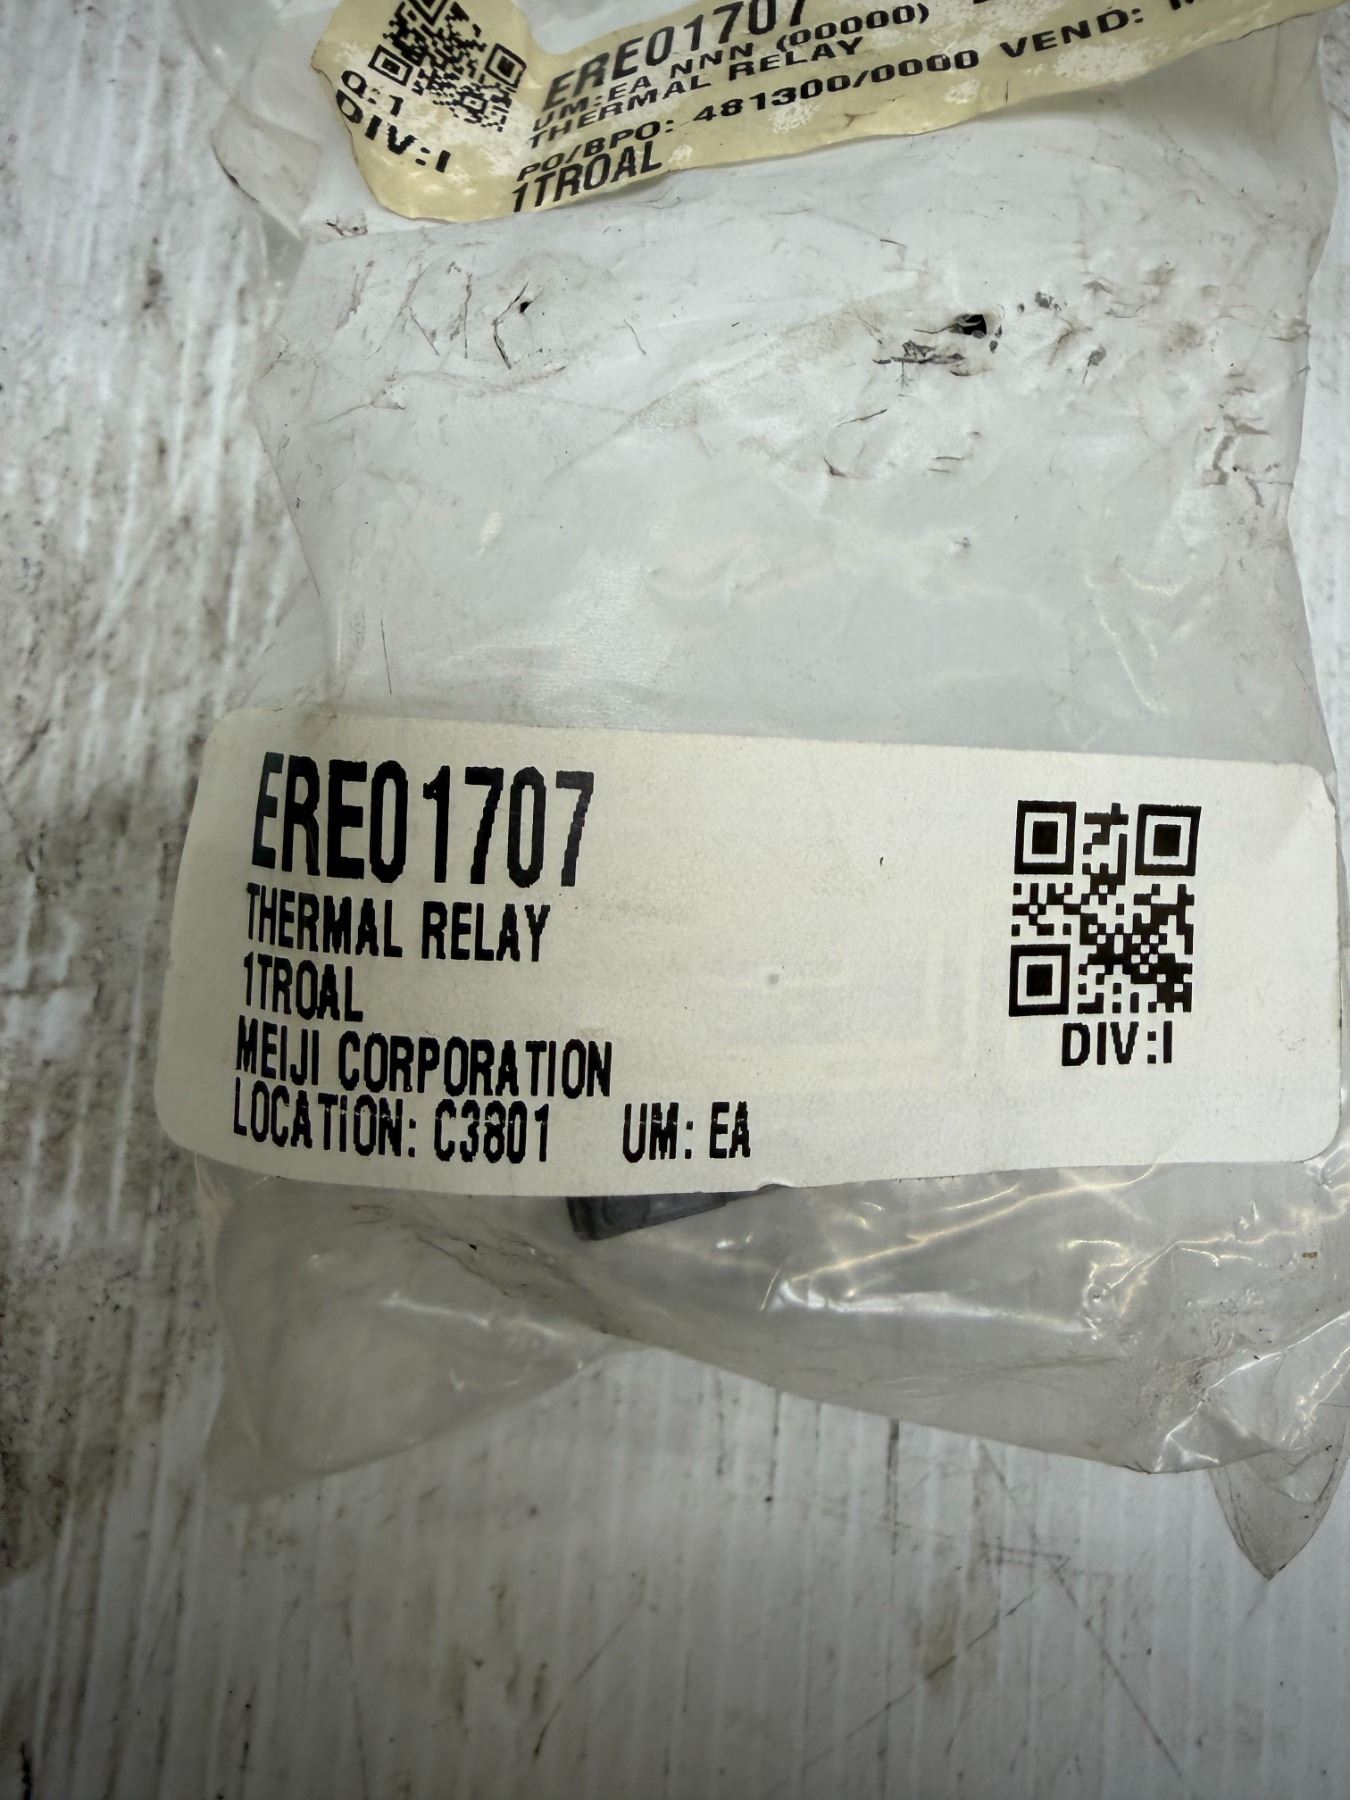 ERE01707
UM:EA NNN (00000)
THERMAL RELAY
PO/BPO: 481300/0000 VEND:
1TROAL
Q:1
DIV:I
ERE01707
THERMAL RELAY
1TROAL
MEIJI CORPORATION
LOCATION: C3801 UM: EA
DIV:I